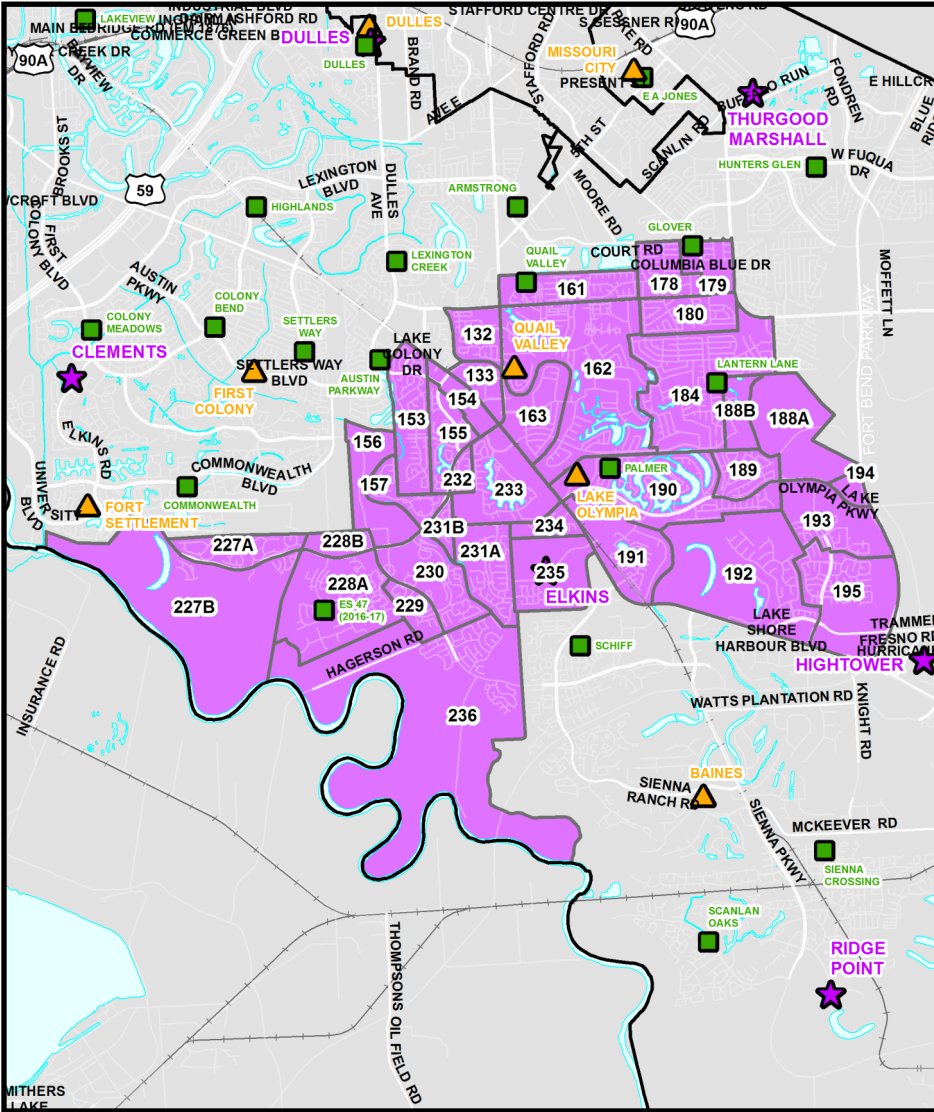 LAKEVIEW
DAIRY ASHFORD RD
MAIN
COMMERCE GREEN B
CREEK DR
90A
DULLES
DULLES
DULLES
BRAND RD
AVE E
STAFFORD CENTRE DR
STAFFORD RD
S GESSNER R
90A
MISSOURI
CITY
PRESENT
E A JONES
THURGOOD
MARSHALL
FONDREN
RD
E HILLCR
BLUE
HUNTERS GLEN
W FUQUA
DR
5TH ST
SCANLIN RD
MOORE RD
BROOKS ST
59
LEXINGTON
BLVD
DULLES
AVE
ARMSTRONG
HIGHLANDS
FIRST
COLONY BLVD
LEXINGTON
CREEK
QUAIL
VALLEY
GLOVER
COURT RD
COLUMBIA BLUE DR
MOFFETT LN
AUSTIN
PKWY
COLONY
MEADOWS
COLONY
BEND
SETTLERS
WAY
CLEMENTS
SETTLERS WAY
BLVD
FIRST
COLONY
AUSTIN
PARKWAY
LAKE
COLONY
DR
161
178
179
180
132
QUAIL
VALLEY
133
162
LANTERN LANE
184
188B
188A
FORT BEND PARKWAY
153
154
163
155
156
157
232
233
PALMER
190
189
194
LAKE
OLYMPIA
LAKE
OLYMPIA PKWY
193
ELKINS RD
COMMONWEALTH
BLVD
COMMONWEALTH
UNIVERSITY
BLVD
FORT
SETTLEMENT
227A
228B
231B
234
231A
230
191
192
235
ELKINS
195
227B
228A
ES 47
(2016-17)
229
HAGERSON RD
SCHIFF
LAKE
SHORE
HARBOUR BLVD
TRAMMEL
FRESNO RD
HURRICAN
HIGHTOWER
INSURANCE RD
236
WATTS PLANTATION RD
KNIGHT RD
BAINES
SIENNA
RANCH RD
SIENNA PKWY
MCKEEVER RD
SIENNA
CROSSING
SCANLAN
OAKS
RIDGE
POINT
THOMPSONS OIL FIELD RD
MITHERS
LAKE